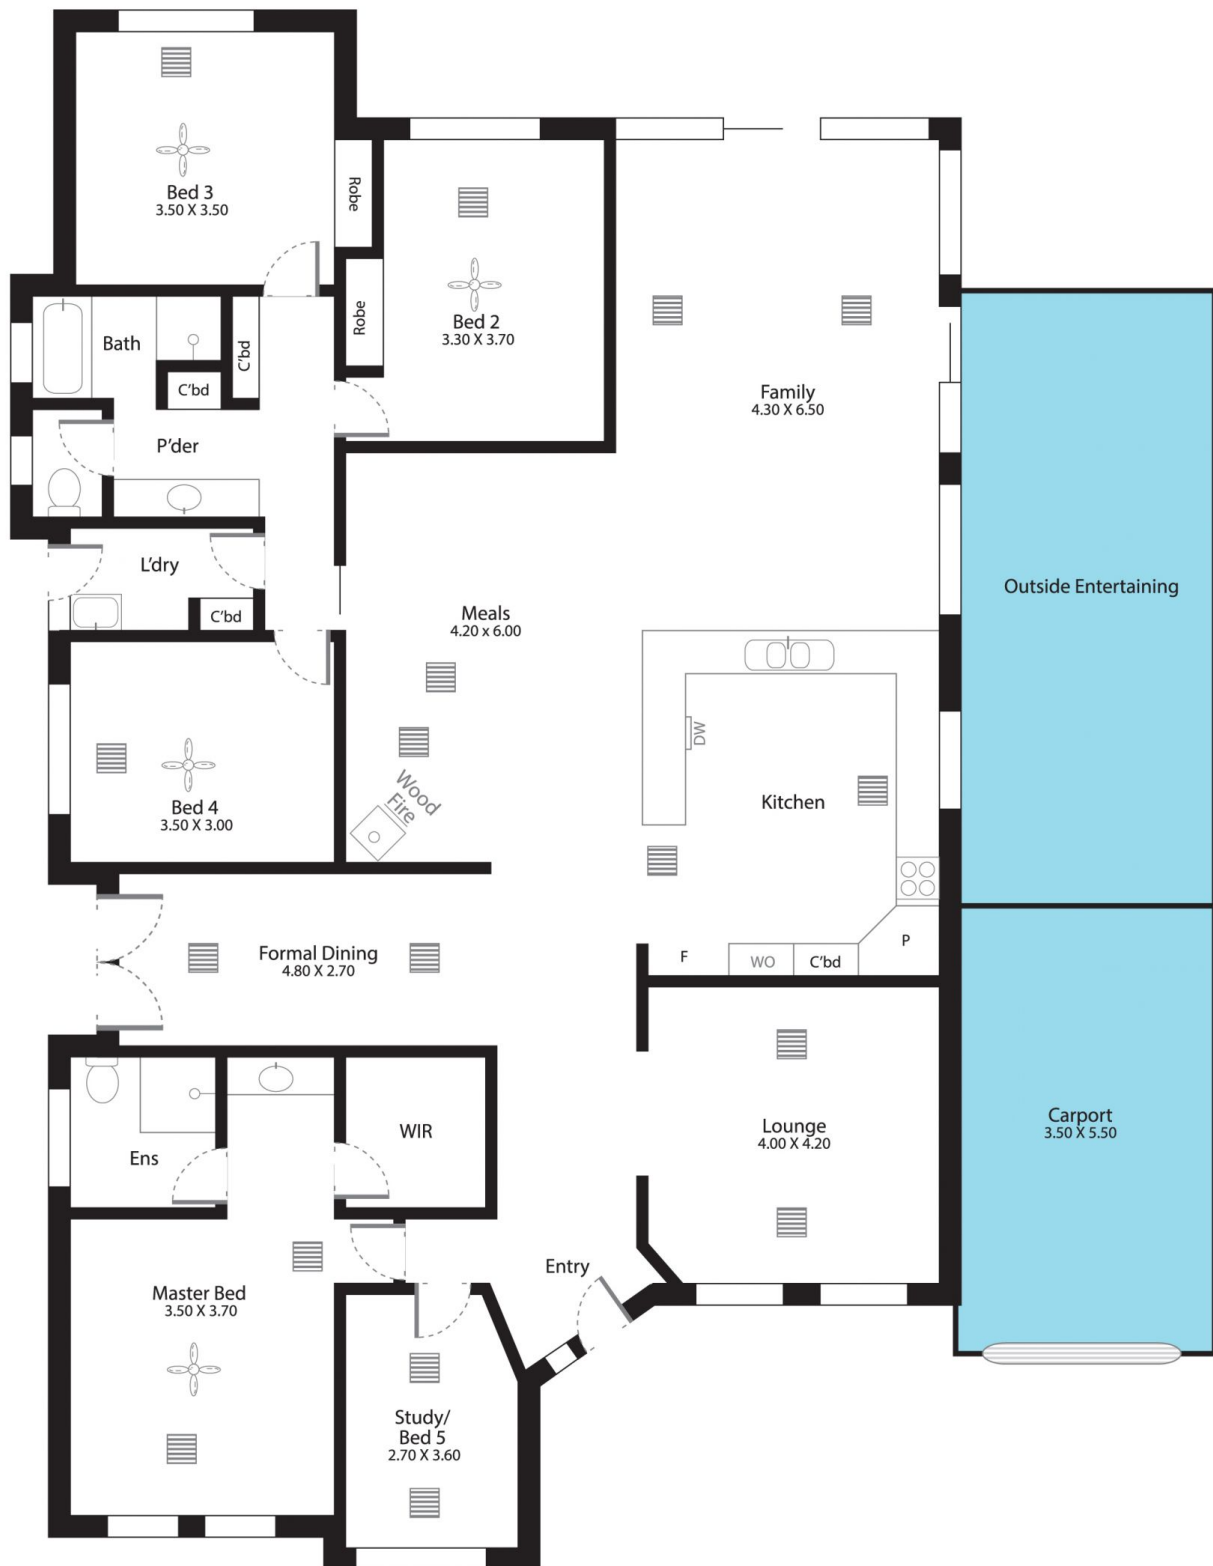 Bed 3
3.50 X 3.50
Robe
Robe
Bed 2
3.30 X 3.70
Bath
C'bd
C'bd
P'der
Family
4.30 X 6.50
L'dry
C'bd
Meals
4.20 x 6.00
Outside Entertaining
DW
Wood
Fire
Kitchen
Bed 4
3.50 X 3.00
Formal Dining
4.80 X 2.70
F
WO
C'bd
P
WIR
Ens
Lounge
4.00 X 4.20
Carport
3.50 X 5.50
Entry
Master Bed
3.50 X 3.70
Study/
Bed 5
2.70 X 3.60